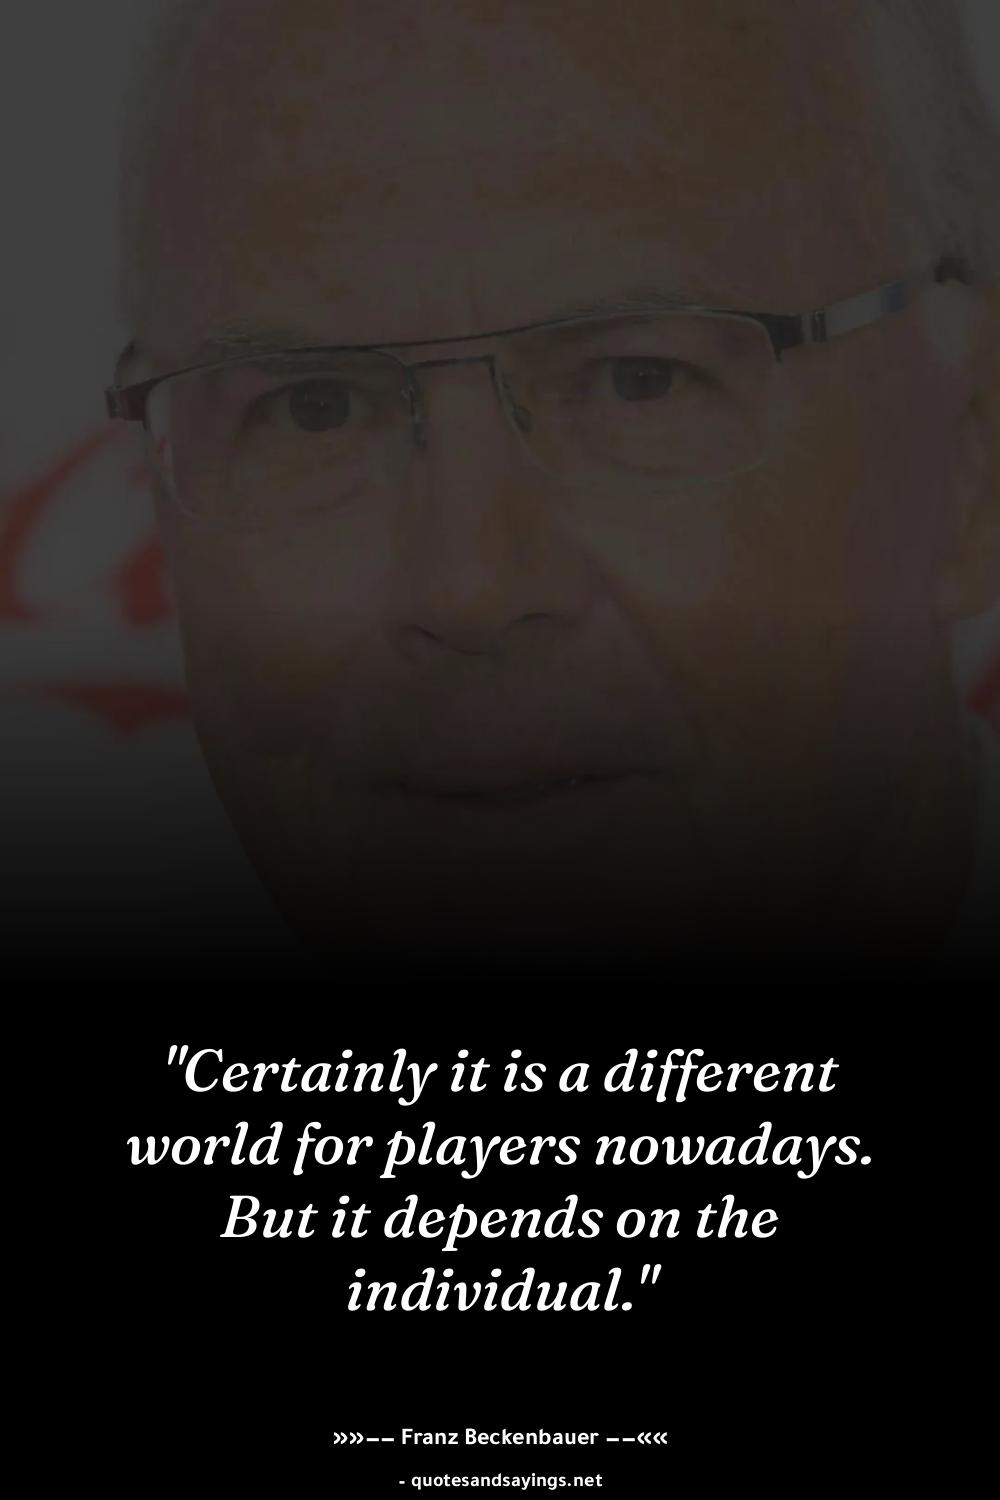 "Certainly it is a different
world for players nowadays.
But it depends on the
individual."
»»−− Franz Beckenbauer −−««
- quotesandsayings.net